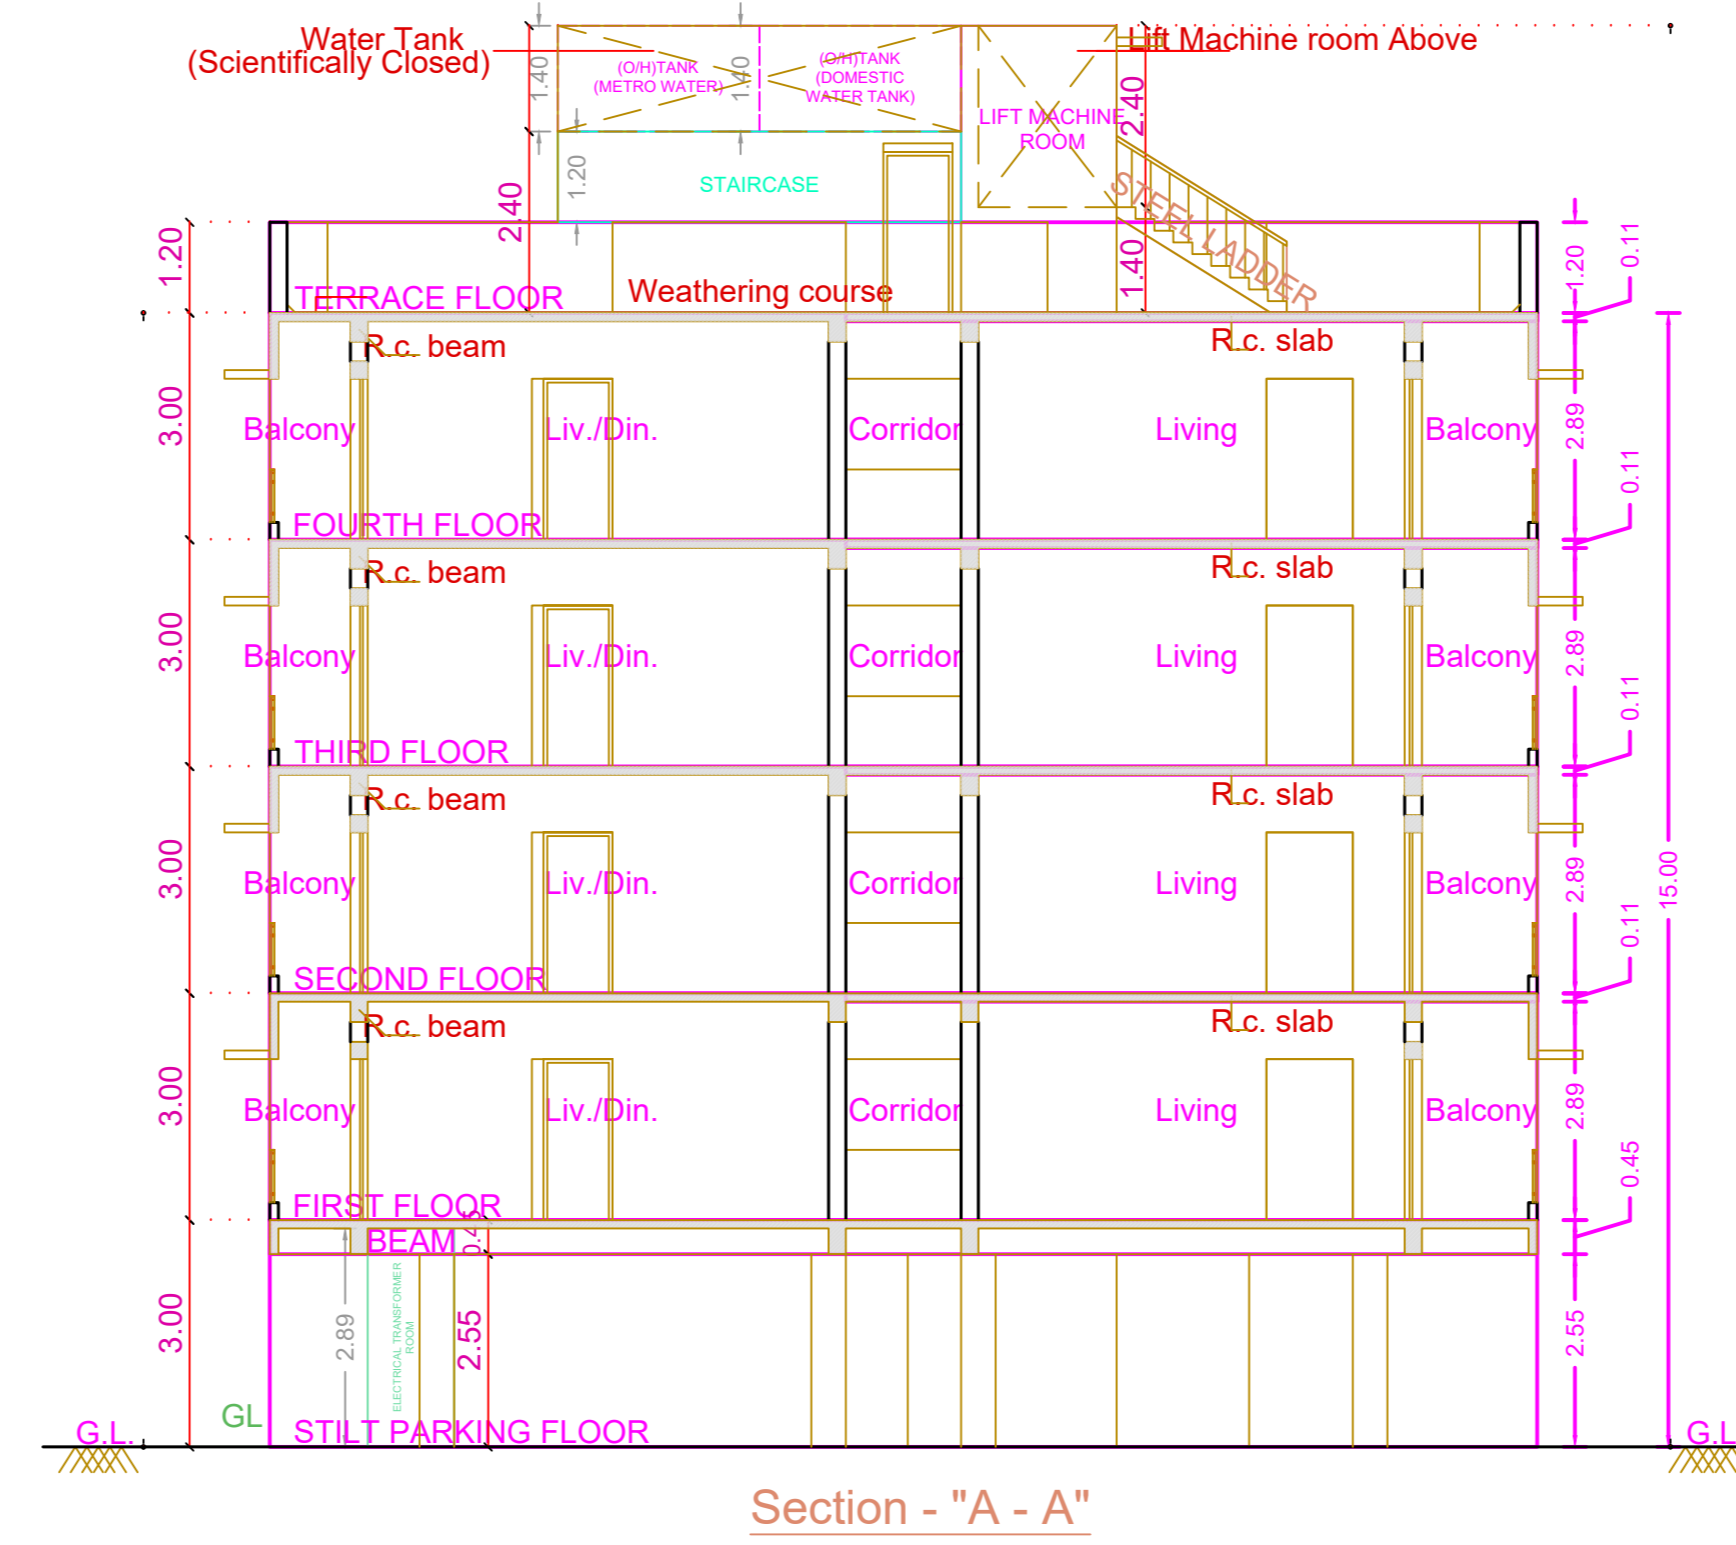 Water Tank
(Scientifically Closed)
Lift Machine room Above
1.40
(O/H)TANK
(METRO WATER)
1.40
(O/H)TANK
(DOMESTIC
WATER TANK)
LIFT MACHINE
ROOM
2.40
2.40
1.20
STAIRCASE
STEEL LADDER
1.20
1.40
1.20
0.11
TERRACE FLOOR
Weathering course
R.c. beam
R.c. slab
3.00
Balcony
Liv./Din.
Corridor
Living
Balcony
2.89
0.11
FOURTH FLOOR
R.c. beam
R.c. slab
3.00
Balcony
Liv./Din.
Corridor
Living
Balcony
2.89
0.11
THIRD FLOOR
R.c. beam
R.c. slab
3.00
Balcony
Liv./Din.
Corridor
Living
Balcony
2.89
0.11
15.00
SECOND FLOOR
R.c. beam
R.c. slab
3.00
Balcony
Liv./Din.
Corridor
Living
Balcony
2.89
0.45
FIRST FLOOR
BEAM
0.45
3.00
2.89
ELECTRICAL TRANSFORMER
ROOM
2.55
2.55
GL
G.L.
STILT PARKING FLOOR
G.L
Section - "A - A"